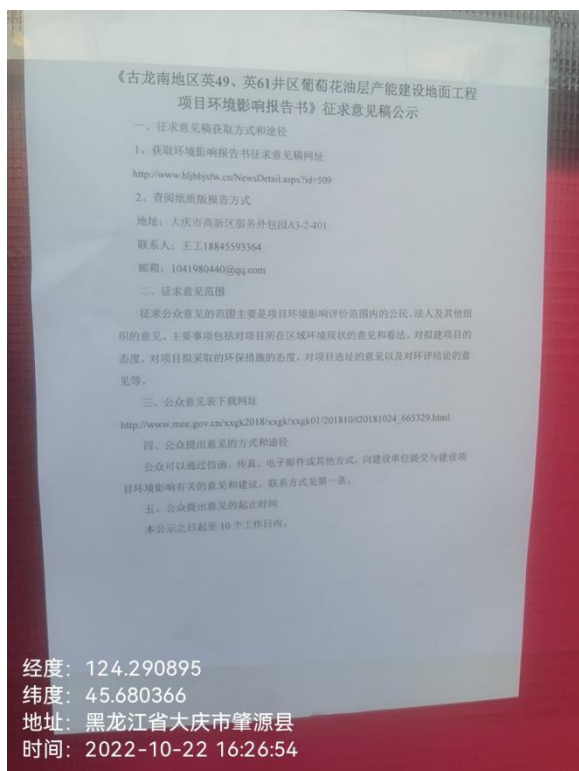 《古龙南地区英49、英61井区葡萄花油层产能建设地面工程
项目环境影响报告书》征求意见稿公示
一、征求意见稿获取方式和途径
1、获取环境影响报告书征求意见稿网址
http://www.hljhbjsfw.cn/NewsDetail.aspx?id=509
2、查阅纸质版报告方式
地址：大庆市高新区服务外包园A3-2-401
联系人：王工18845593364
邮箱：1041980440@qq.com
二、征求意见范围
征求公众意见的范围主要是项目环境影响评价范围内的公民、法人及其他组
织的意见，主要事项包括对项目所在区域环境现状的意见和看法、对拟建项目的
态度，对项目拟采取的环保措施的态度，对项目选址的意见以及对环评结论的意
见等。
三、公众意见表下载网址
http://www.mee.gov.cn/xxgk2018/xxgk/xxgk01/201810/t20181024_665329.html
四、公众提出意见的方式和途径
公众可以通过信函、传真、电子邮件或其他方式，向建设单位提交与建设项
目环境影响有关的意见和建议。联系方式见第一条。
五、公众提出意见的起止时间
本公示之日起至10个工作日内。
经度：124.290895
纬度：45.680366
地址：黑龙江省大庆市肇源县
时间：2022-10-22 16:26:54